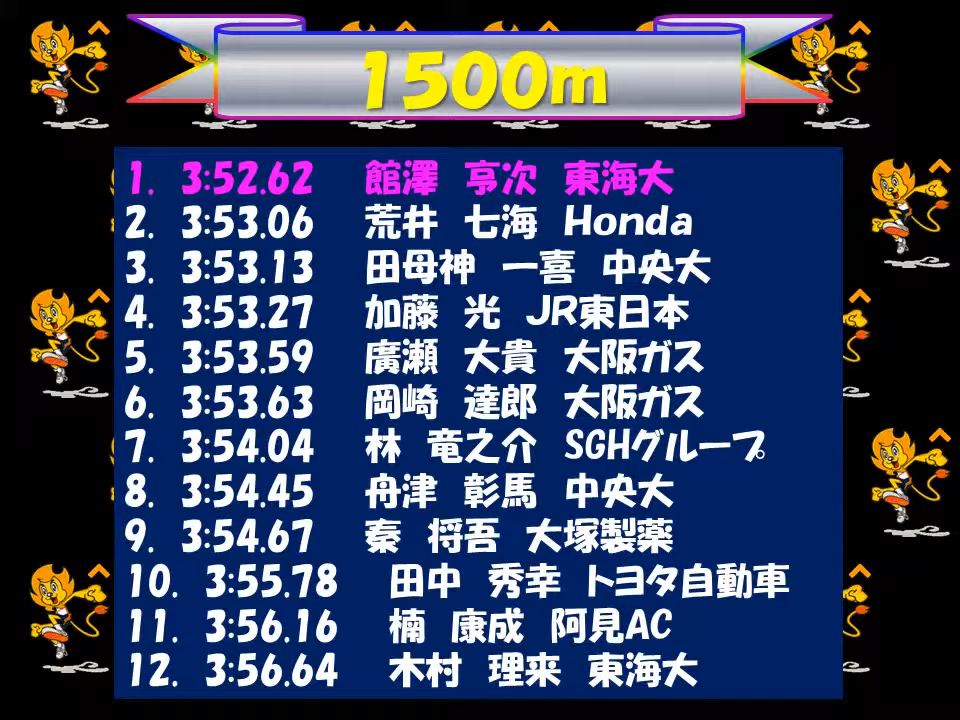 1500m
1. 3:52.62 館澤 亨次 東海大
2. 3:53.06 荒井 七海 Honda
3. 3:53.13 田母神 一喜 中央大
4. 3:53.27 加藤 光 JR東日本
5. 3:53.59 廣瀬 大貴 大阪ガス
6. 3:53.63 岡崎 達郎 大阪ガス
7. 3:54.04 林 竜之介 SGHグループ
8. 3:54.45 舟津 彰馬 中央大
9. 3:54.67 秦 将吾 大塚製薬
10. 3:55.78 田中 秀幸 トヨタ自動車
11. 3:56.16 楠 康成 阿見AC
12. 3:56.64 木村 理来 東海大